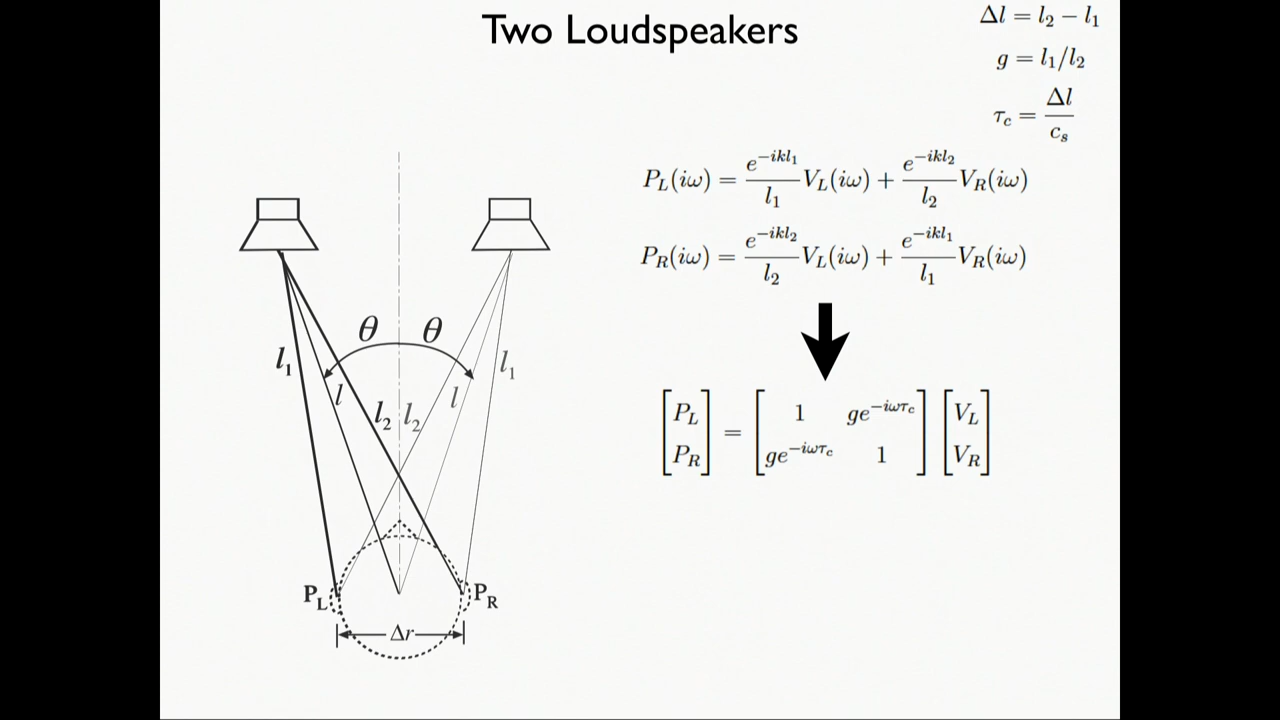 Two Loudspeakers
Δl = l₂ − l₁
g = l₁/l₂
τ_c = Δl / c_s
P_L(iω) = e^{−ikl₁}/l₁ V_L(iω) + e^{−ikl₂}/l₂ V_R(iω)
P_R(iω) = e^{−ikl₂}/l₂ V_L(iω) + e^{−ikl₁}/l₁ V_R(iω)
[P_L P_R] = [1 ge^{−iωτ_c} ge^{−iωτ_c} 1] [V_L V_R]
θ θ
l₁ l₁
l l₂ l₂ l
P_L P_R
Δr